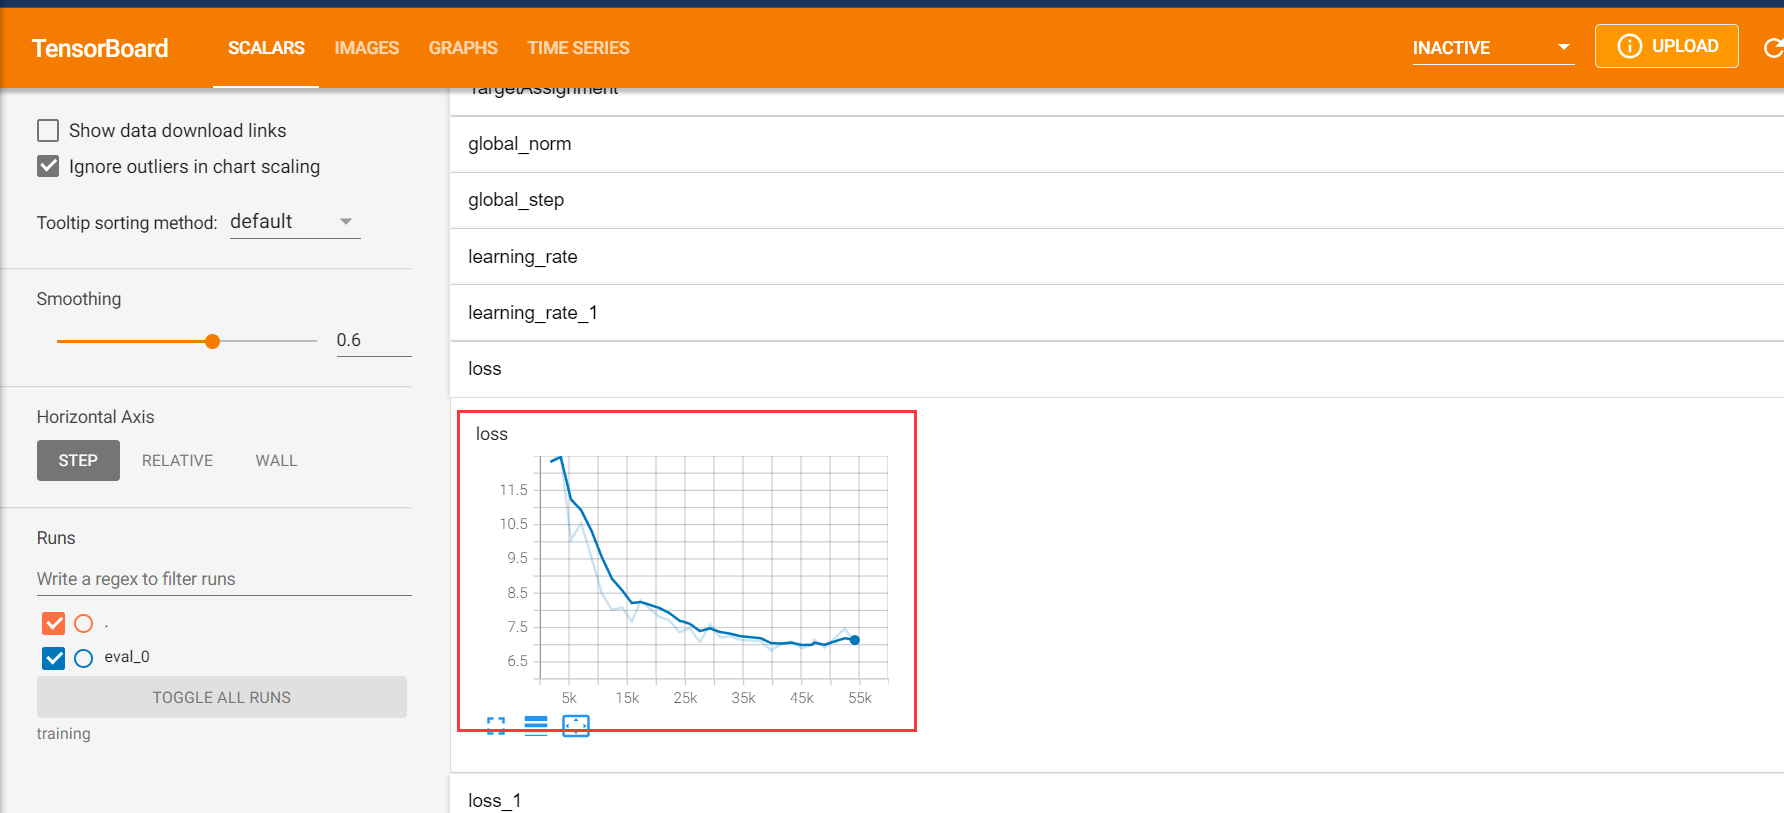 TensorBoard
SCALARS
IMAGES
GRAPHS
TIME SERIES
INACTIVE
UPLOAD
Show data download links
Ignore outliers in chart scaling
Tooltip sorting method: default
Smoothing
0.6
Horizontal Axis
STEP
RELATIVE
WALL
Runs
Write a regex to filter runs
.
eval_0
TOGGLE ALL RUNS
training
TargetAssignment
global_norm
global_step
learning_rate
learning_rate_1
loss
loss
11.5
10.5
9.5
8.5
7.5
6.5
5k 15k 25k 35k 45k 55k
loss_1